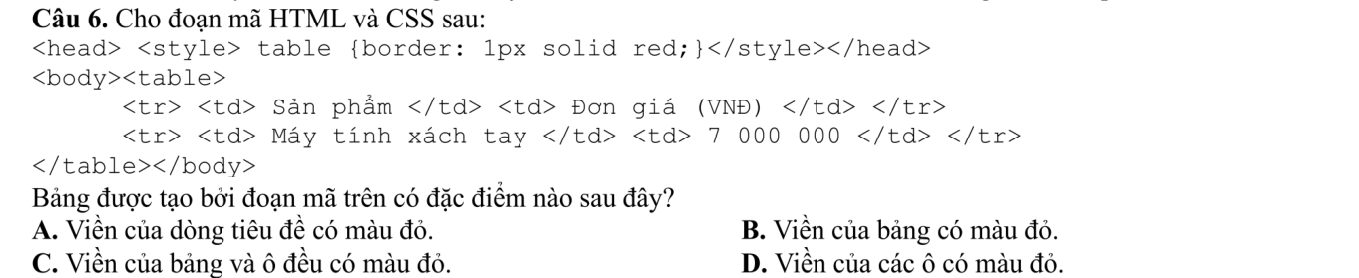 Câu 6. Cho đoạn mã HTML và CSS sau:
<head> <style> table {border: 1px solid red;}</style></head>
<body><table>
<tr> <td> Sản phẩm </td> <td> Đơn giá (VNĐ) </td> </tr>
<tr> <td> Máy tính xách tay </td> <td> 7 000 000 </td> </tr>
</table></body>
Bảng được tạo bởi đoạn mã trên có đặc điểm nào sau đây?
A. Viền của dòng tiêu đề có màu đỏ. B. Viền của bảng có màu đỏ.
C. Viền của bảng và ô đều có màu đỏ. D. Viền của các ô có màu đỏ.